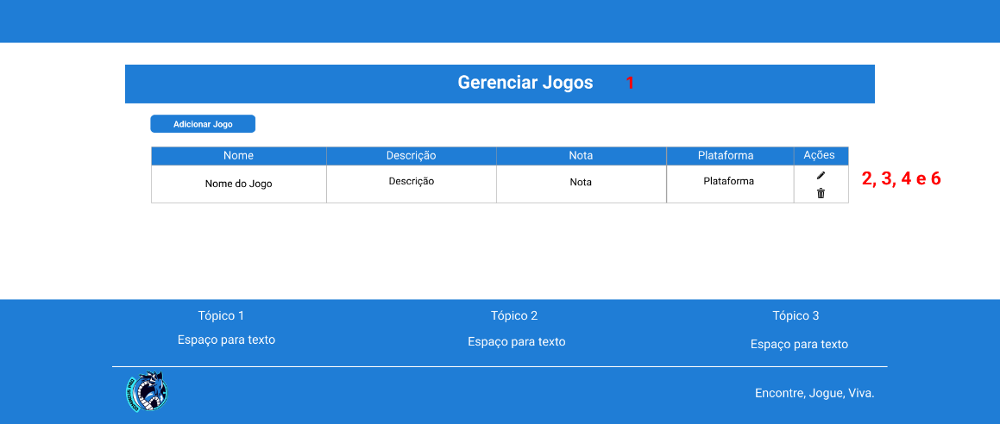 Gerenciar Jogos 1
Adicionar Jogo
Nome Descrição Nota Plataforma Ações
Nome do Jogo Descrição Nota Plataforma
2, 3, 4 e 6
Tópico 1 Tópico 2 Tópico 3
Espaço para texto Espaço para texto Espaço para texto
Encontre, Jogue, Viva.